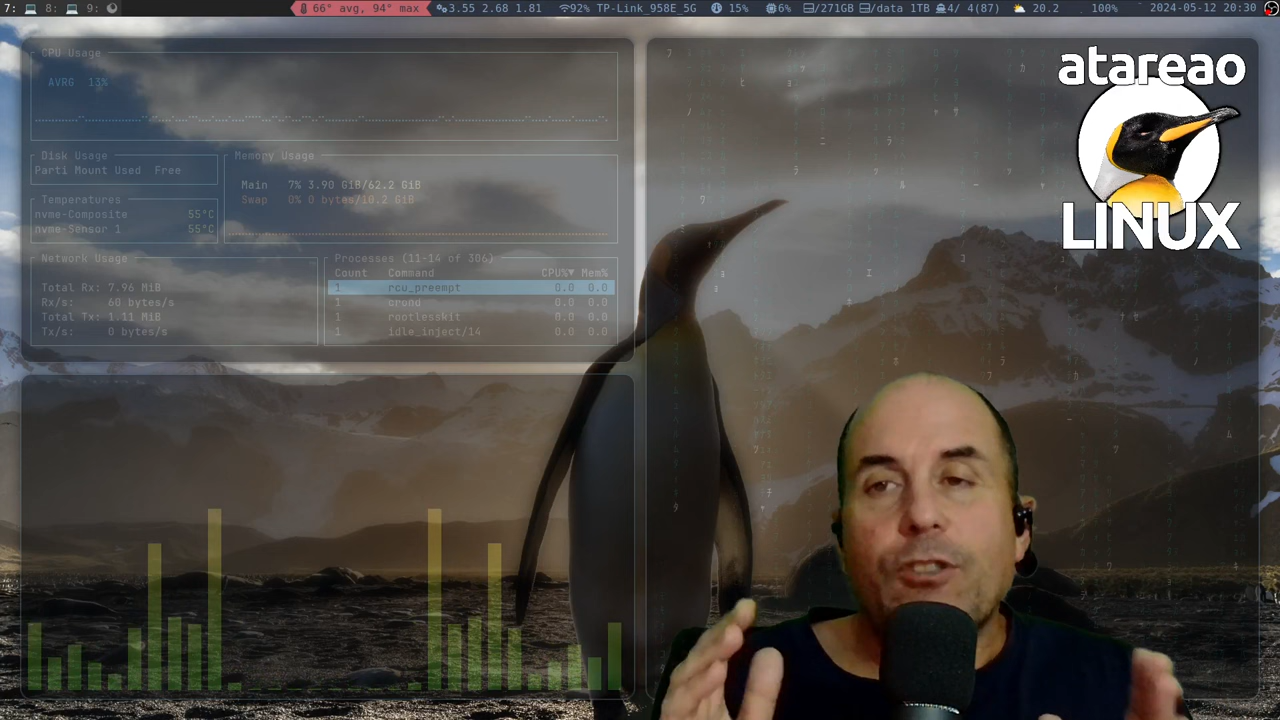 7: 8: 9: 66° avg, 94° max 3.55 2.68 1.81 92% TP-Link_958E_5G 15% 6% /271GB /data 1TB 4/ 4(87) 20.2 100% 2024-05-12 20:30
atareao
LINUX
CPU Usage
AVRG 13%
Disk Usage
Parti Mount Used Free
Temperatures
nvme-Composite 55°C
nvme-Sensor 1 55°C
Memory Usage
Main 7% 3.90 GiB/62.2 GiB
Swap 0% 0 bytes/10.2 GiB
Network Usage
Total Rx: 7.96 MiB
Rx/s: 60 bytes/s
Total Tx: 1.11 MiB
Tx/s: 0 bytes/s
Processes (11-14 of 306)
Count Command CPU%▼ Mem%
1 rcu_preempt 0.0 0.0
1 crond 0.0 0.0
1 rootlesskit 0.0 0.0
1 idle_inject/14 0.0 0.0